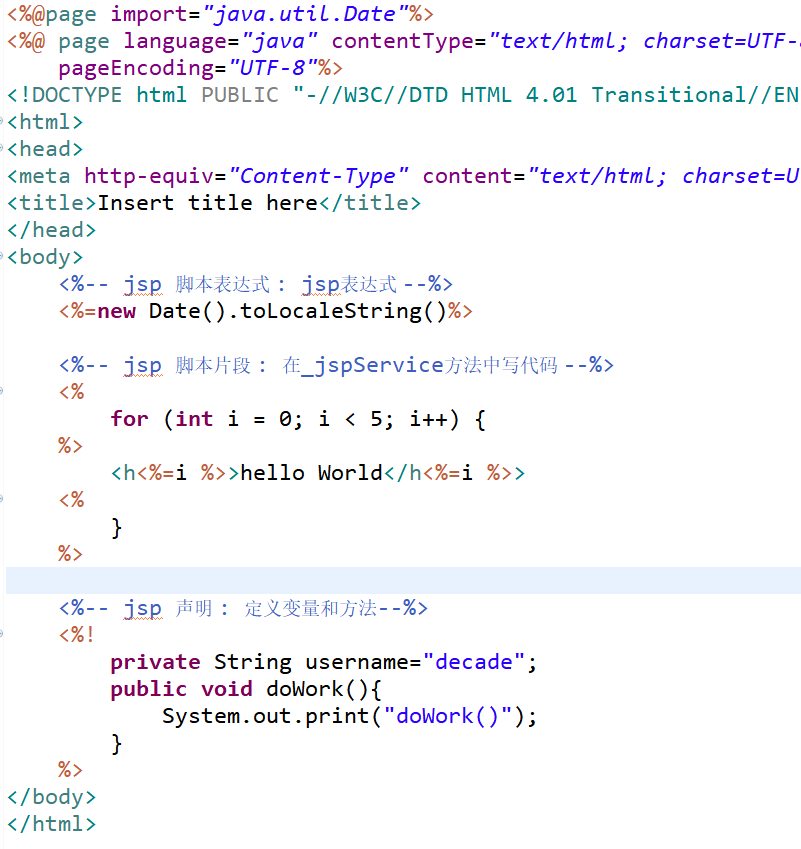 <%@page import="java.util.Date"%>
<%@ page language="java" contentType="text/html; charset=UTF-8
    pageEncoding="UTF-8"%>
<!DOCTYPE html PUBLIC "-//W3C//DTD HTML 4.01 Transitional//EN
<html>
<head>
<meta http-equiv="Content-Type" content="text/html; charset=U
<title>Insert title here</title>
</head>
<body>
    <%-- jsp 脚本表达式： jsp表达式 --%>
    <%=new Date().toLocaleString()%>
    <%-- jsp 脚本片段： 在_jspService方法中写代码 --%>
    <%
        for (int i = 0; i < 5; i++) {
    %>
        <h<%=i %>>hello World</h<%=i %>>
    <%
        }
    %>
    <%-- jsp 声明： 定义变量和方法--%>
    <%!
        private String username="decade";
        public void doWork(){
            System.out.print("doWork()");
        }
    %>
</body>
</html>